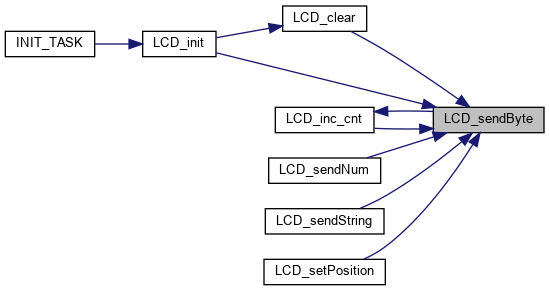 LCD_clear
INIT_TASK
LCD_init
LCD_inc_cnt
LCD_sendByte
LCD_sendNum
LCD_sendString
LCD_setPosition